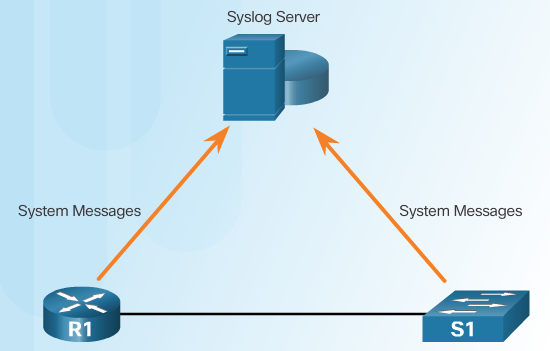 Syslog Server
System Messages
System Messages
R1
S1